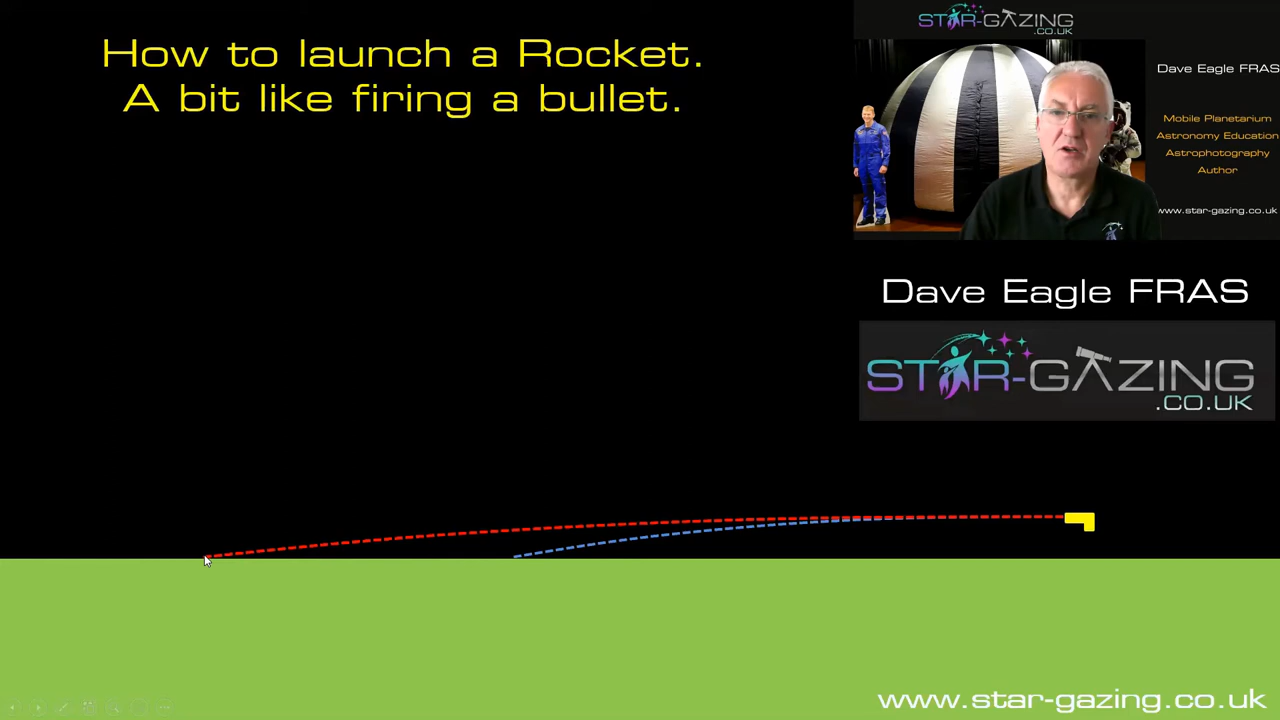 How to launch a Rocket.
A bit like firing a bullet.
STAR-GAZING
.CO.UK
Dave Eagle FRAS
Mobile Planetarium
Astronomy Education
Astrophotography
Author
www.star-gazing.co.uk
Dave Eagle FRAS
STAR-GAZING
.CO.UK
www.star-gazing.co.uk